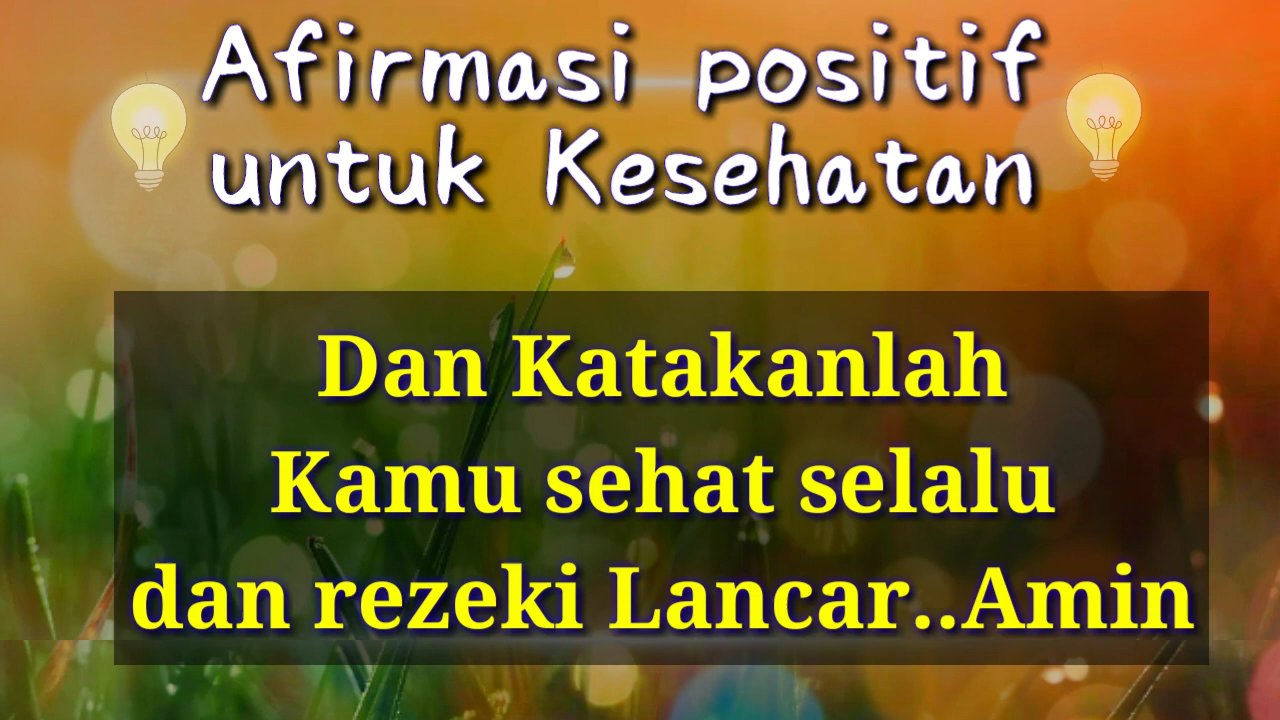 Afirmasi positif
untuk Kesehatan
Dan Katakanlah
Kamu sehat selalu
dan rezeki Lancar..Amin